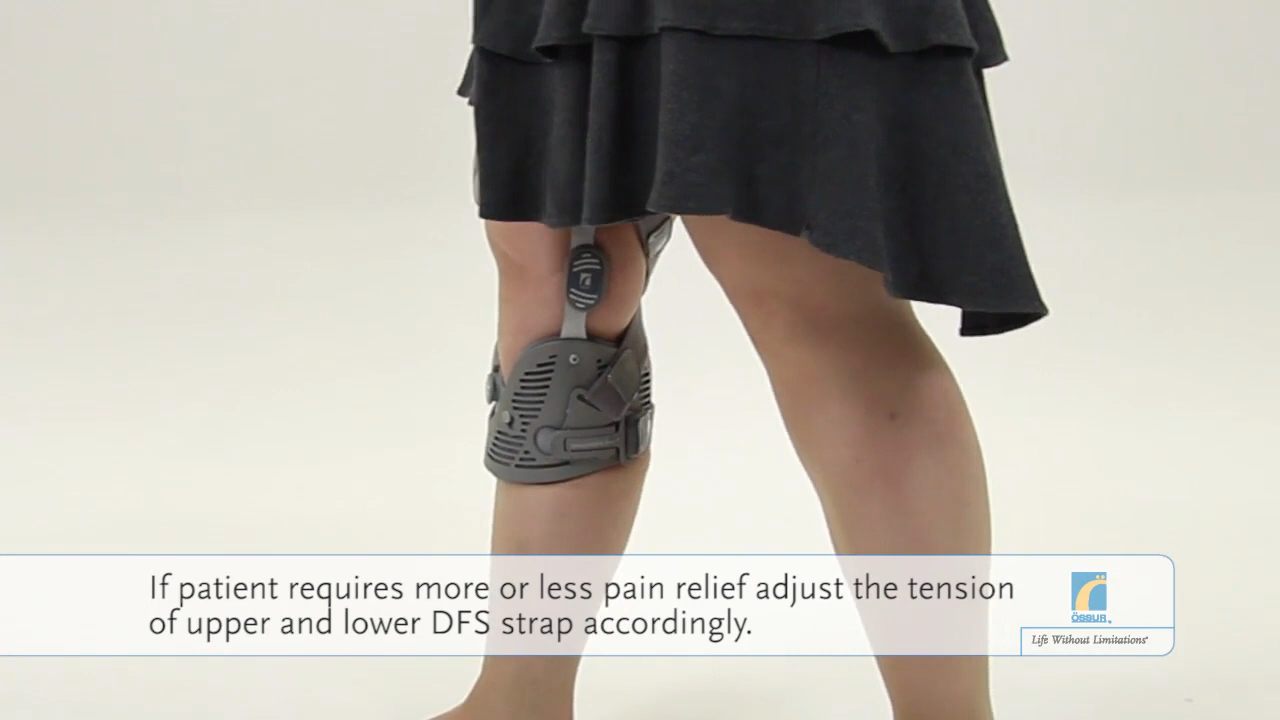 If patient requires more or less pain relief adjust the tension
of upper and lower DFS strap accordingly.
ÖSSUR®
Life Without Limitations®